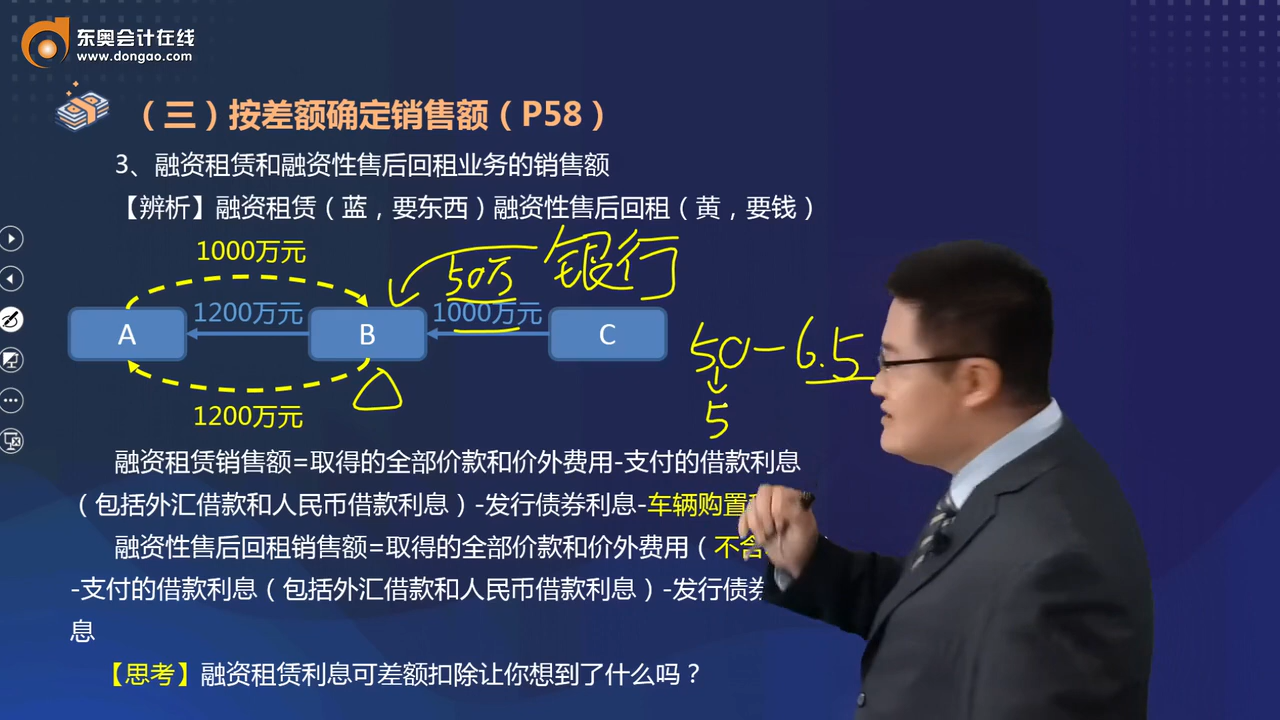 东奥会计在线
www.dongao.com
（三）按差额确定销售额（P58）
3、融资租赁和融资性售后回租业务的销售额
【辨析】融资租赁（蓝，要东西）融资性售后回租（黄，要钱）
1000万元
50万 银行
1200万元 1000万元
A B C
50-6.5
5
1200万元
融资租赁销售额=取得的全部价款和价外费用-支付的借款利息
（包括外汇借款和人民币借款利息）-发行债券利息-车辆购置
融资性售后回租销售额=取得的全部价款和价外费用（不含
-支付的借款利息（包括外汇借款和人民币借款利息）-发行债券
息
【思考】融资租赁利息可差额扣除让你想到了什么吗？